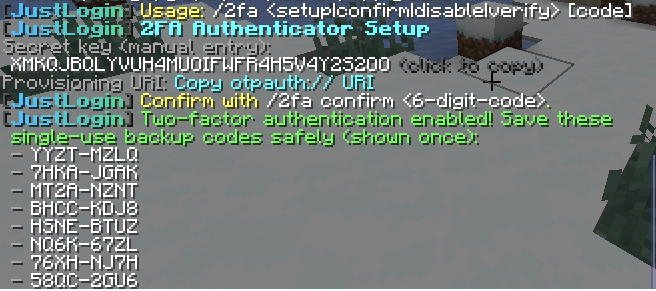 [JustLogin] Usage: /2fa <setup|confirm|disable|verify> [code]
[JustLogin] 2FA Authenticator Setup
Secret key (manual entry):
XMKQJBQLYVUH4MUOIFWFR4H5V4Y2S2OO (click to copy)
Provisioning URI: Copy otpauth:// URI
[JustLogin] Confirm with /2fa confirm <6-digit-code>.
[JustLogin] Two-factor authentication enabled! Save these
single-use backup codes safely (shown once):
- YYZT-MZLQ
- 7HKA-JGAK
- MT2A-NZNT
- BHCC-KDJ8
- HSNE-BTUZ
- NQ6K-67ZL
- 76XH-NJ7H
- 58QC-2GU6